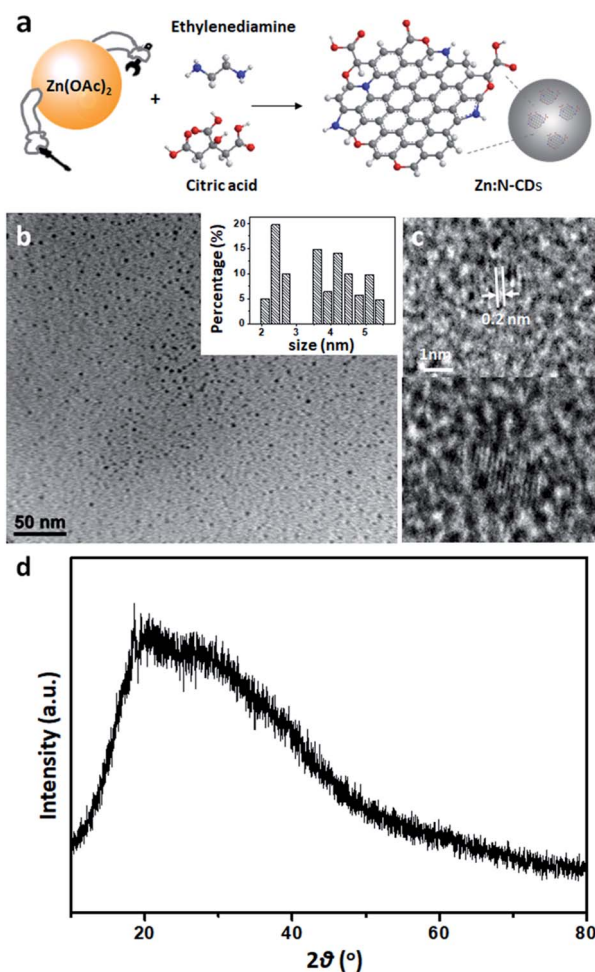 a
Ethylenediamine
Zn(OAc)2
+
Citric acid
Zn:N-CDs
b
Percentage (%)
20
15
10
5
0
2 3 4 5
size (nm)
50 nm
c
0.2 nm
1nm
d
Intensity (a.u.)
20 40 60 80
2ϑ (°)